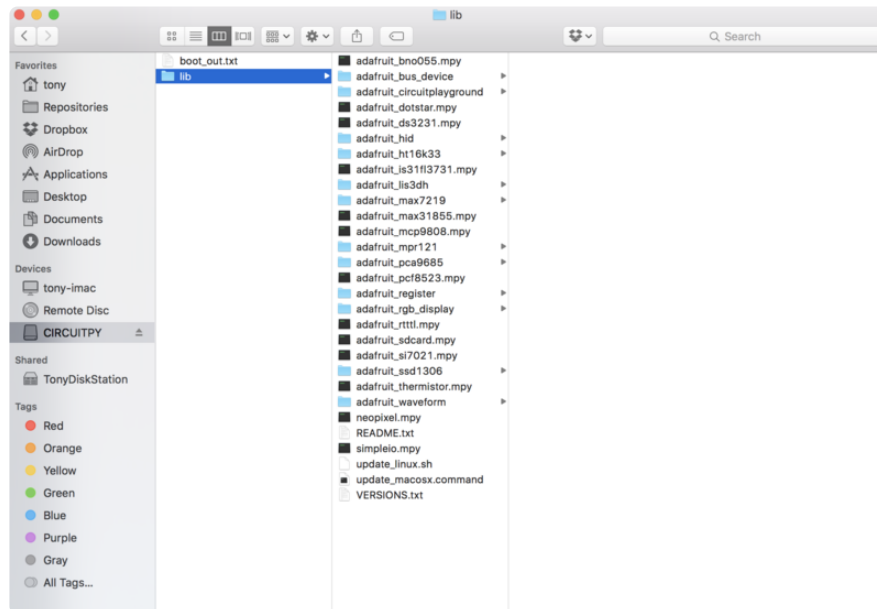 lib
Search
Favorites
tony
Repositories
Dropbox
AirDrop
Applications
Desktop
Documents
Downloads
Devices
tony-imac
Remote Disc
CIRCUITPY
Shared
TonyDiskStation
Tags
Red
Orange
Yellow
Green
Blue
Purple
Gray
All Tags...
boot_out.txt
lib
adafruit_bno055.mpy
adafruit_bus_device
adafruit_circuitplayground
adafruit_dotstar.mpy
adafruit_ds3231.mpy
adafruit_hid
adafruit_ht16k33
adafruit_is31fl3731.mpy
adafruit_lis3dh
adafruit_max7219
adafruit_max31855.mpy
adafruit_mcp9808.mpy
adafruit_mpr121
adafruit_pca9685
adafruit_pcf8523.mpy
adafruit_register
adafruit_rgb_display
adafruit_rtttl.mpy
adafruit_sdcard.mpy
adafruit_si7021.mpy
adafruit_ssd1306
adafruit_thermistor.mpy
adafruit_waveform
neopixel.mpy
README.txt
simpleio.mpy
update_linux.sh
update_macosx.command
VERSIONS.txt